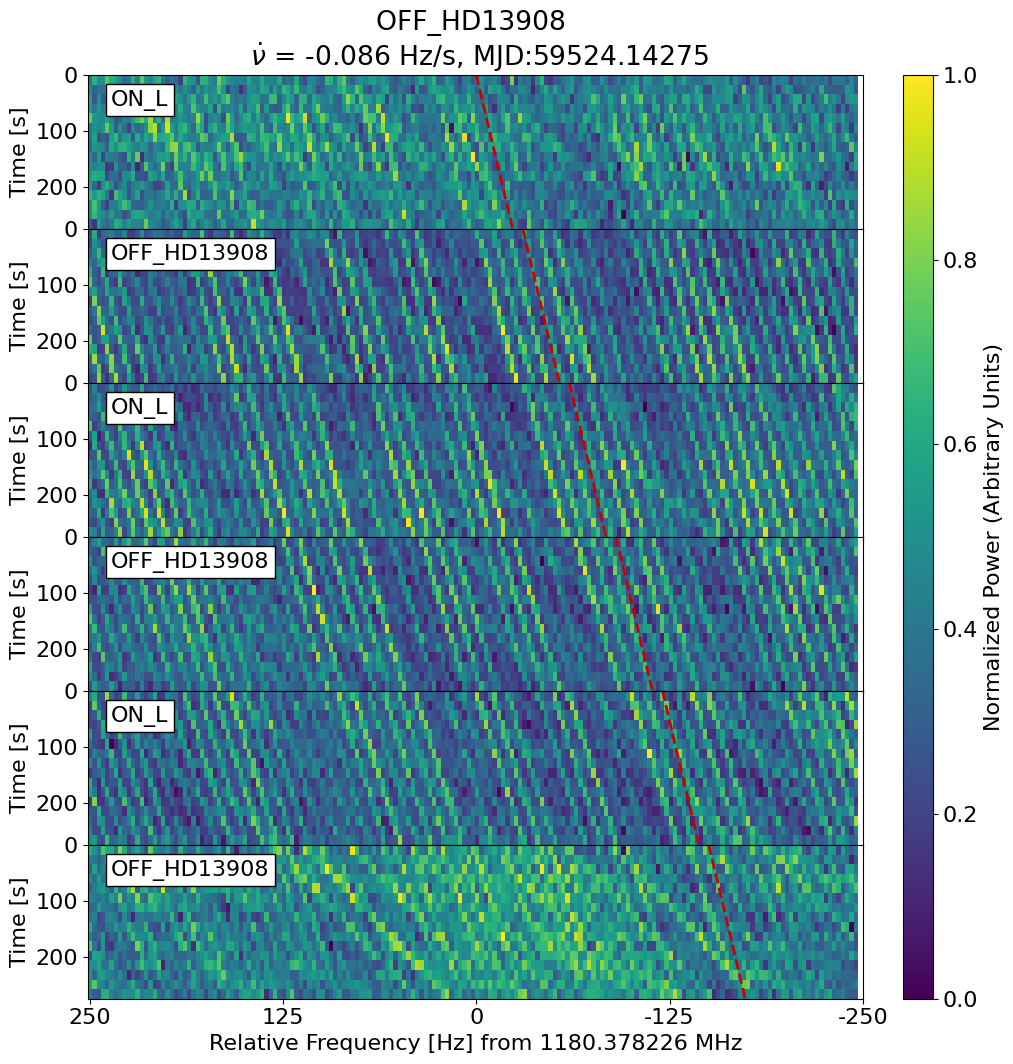 OFF_HD13908
ν̇ = -0.086 Hz/s, MJD:59524.14275
0
ON_L
100
200
Time [s]
0
OFF_HD13908
100
200
Time [s]
0
ON_L
100
200
Time [s]
0
OFF_HD13908
100
200
Time [s]
0
ON_L
100
200
Time [s]
0
OFF_HD13908
100
200
Time [s]
250 125 0 -125 -250
Relative Frequency [Hz] from 1180.378226 MHz
1.0
0.8
0.6
0.4
0.2
0.0
Normalized Power (Arbitrary Units)